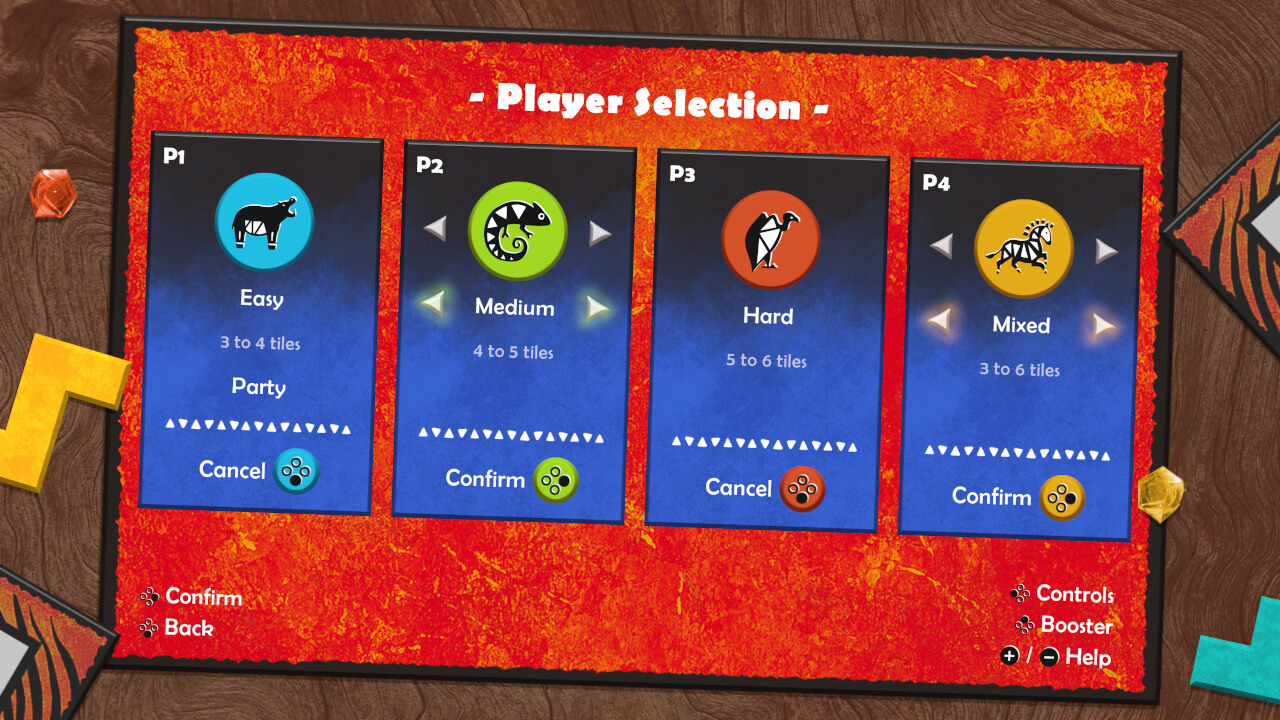 - Player Selection -
P1
Easy
3 to 4 tiles
Party
Cancel
P2
Medium
4 to 5 tiles
Confirm
P3
Hard
5 to 6 tiles
Cancel
P4
Mixed
3 to 6 tiles
Confirm
Confirm
Back
Controls
Booster
+ / - Help